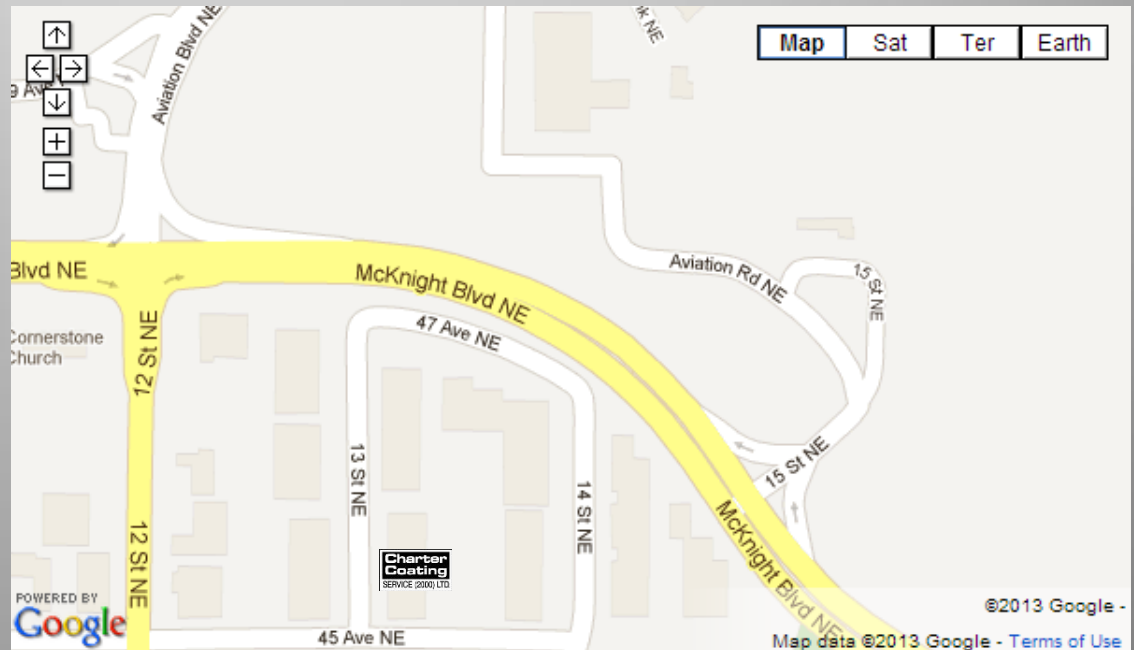 Aviation Blvd NE
NE
Map
Sat
Ter
Earth
9 Ave
Aviation Rd NE
15 St NE
Blvd NE
McKnight Blvd NE
47 Ave NE
12 St NE
Cornerstone
Church
13 St NE
15 St NE
14 St NE
McKnight Blvd NE
12 St NE
Charter
Coating
SERVICE (2000) LTD
POWERED BY
Google
45 Ave NE
©2013 Google -
Map data ©2013 Google - Terms of Use